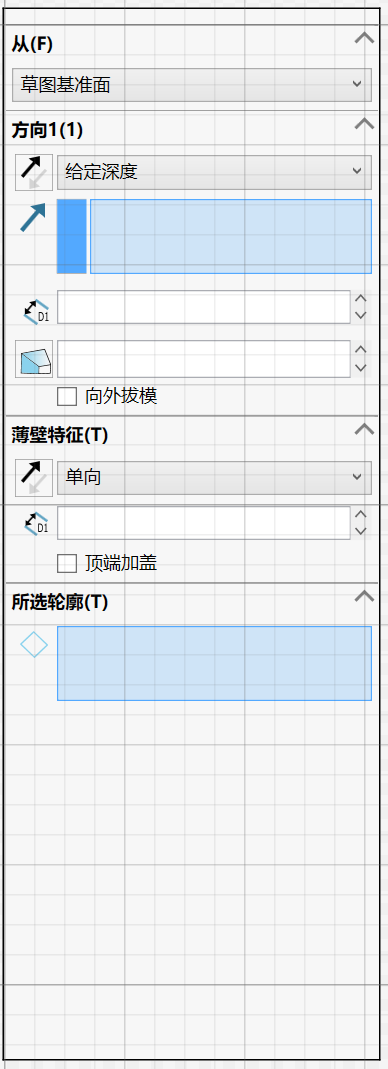 从(F)
草图基准面
方向1(1)
给定深度
D1
向外拔模
薄壁特征(T)
单向
D1
顶端加盖
所选轮廓(T)